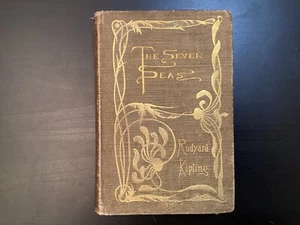 The Seven
Seas
Rudyard
Kipling